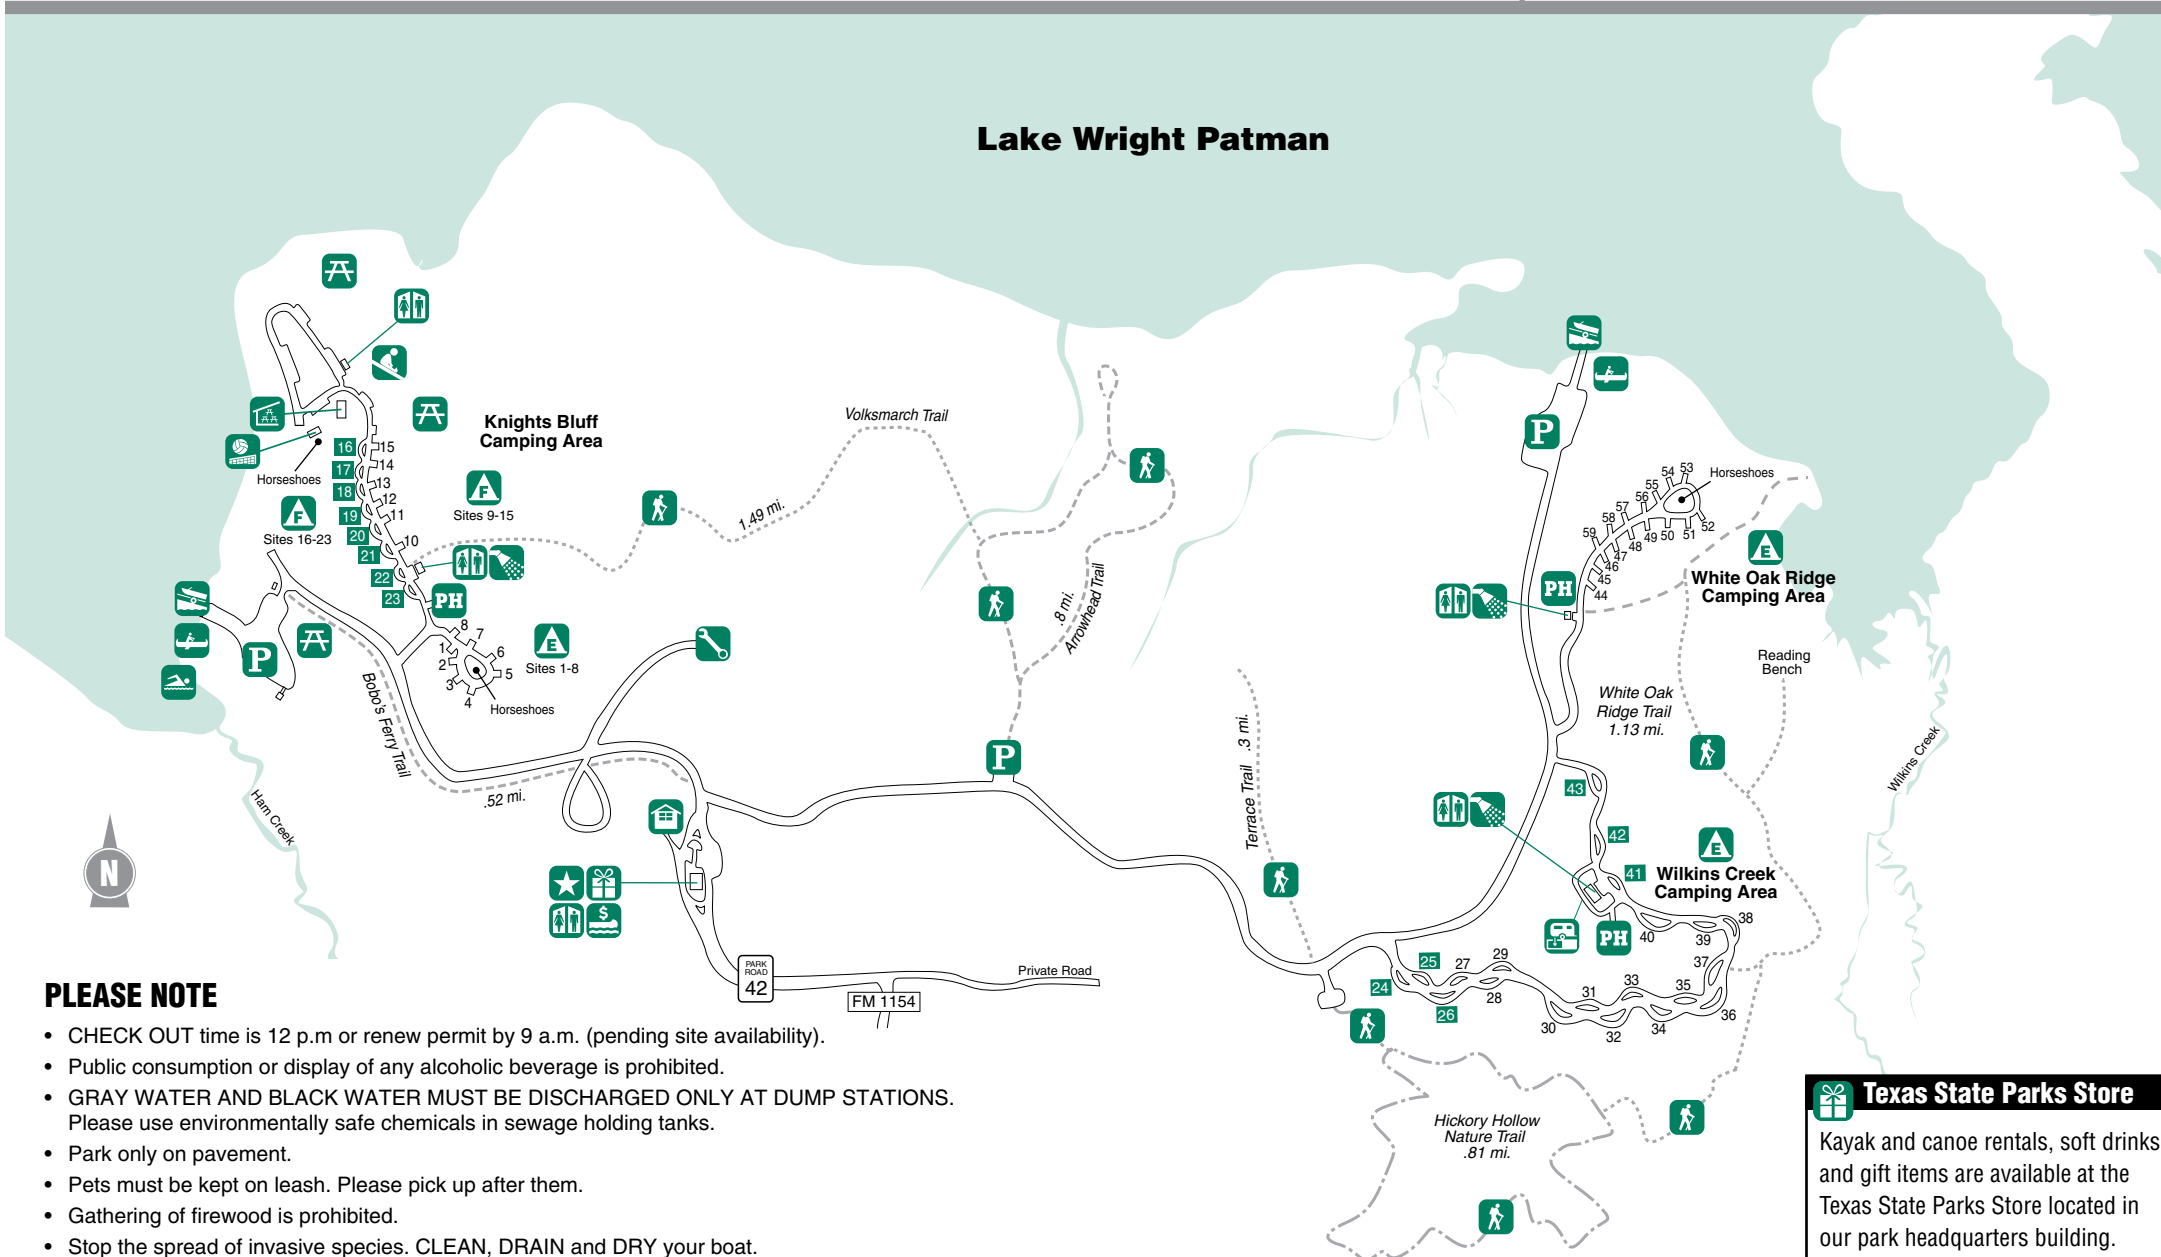 Lake Wright Patman
Knights Bluff
Camping Area
Volksmarch Trail
1.49 mi.
Horseshoes
F
Sites 16-23
F
Sites 9-15
16
17
18
19
20
21
22
23
15
14
13
12
11
10
PH
8
7
6
5
4
3
2
1
E
Sites 1-8
Horseshoes
P
Bobo's Ferry Trail
.52 mi.
Ham Creek
N
.8 mi.
Arrowhead Trail
P
Terrace Trail .3 mi.
$
PARK
ROAD
42
FM 1154
Private Road
P
53
54
55
56
57
58
59
Horseshoes
52
51
50
49
48
47
46
45
44
PH
E
White Oak Ridge
Camping Area
Reading
Bench
White Oak
Ridge Trail
1.13 mi.
Wilkins Creek
43
42
41
E
Wilkins Creek
Camping Area
PH
40
39
38
37
36
35
34
33
32
31
30
29
28
27
26
25
24
Hickory Hollow
Nature Trail
.81 mi.
PLEASE NOTE
• CHECK OUT time is 12 p.m or renew permit by 9 a.m. (pending site availability).
• Public consumption or display of any alcoholic beverage is prohibited.
• GRAY WATER AND BLACK WATER MUST BE DISCHARGED ONLY AT DUMP STATIONS.
Please use environmentally safe chemicals in sewage holding tanks.
• Park only on pavement.
• Pets must be kept on leash. Please pick up after them.
• Gathering of firewood is prohibited.
• Stop the spread of invasive species. CLEAN, DRAIN and DRY your boat.
Texas State Parks Store
Kayak and canoe rentals, soft drinks
and gift items are available at the
Texas State Parks Store located in
our park headquarters building.